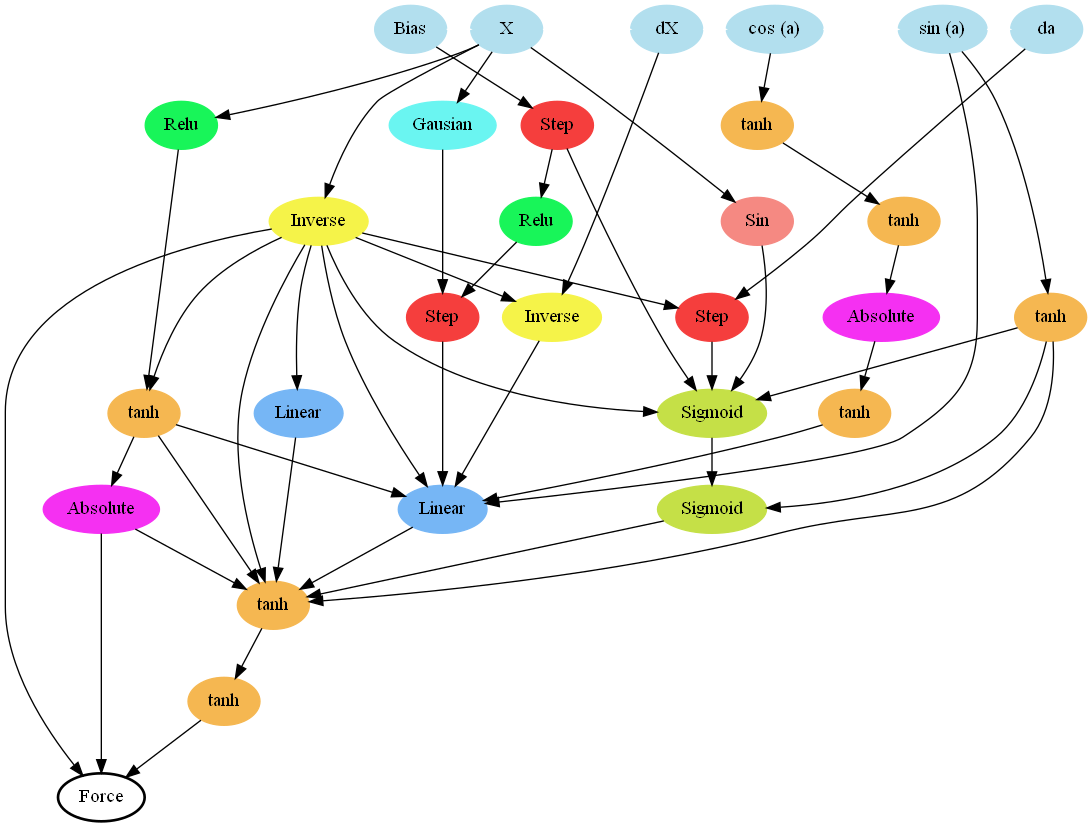 Bias X dX cos (a) sin (a) da
Relu Gausian Step tanh
Inverse Relu Sin tanh
Step Inverse Step Absolute tanh
tanh Linear Sigmoid tanh
Absolute Linear Sigmoid
tanh
tanh
Force